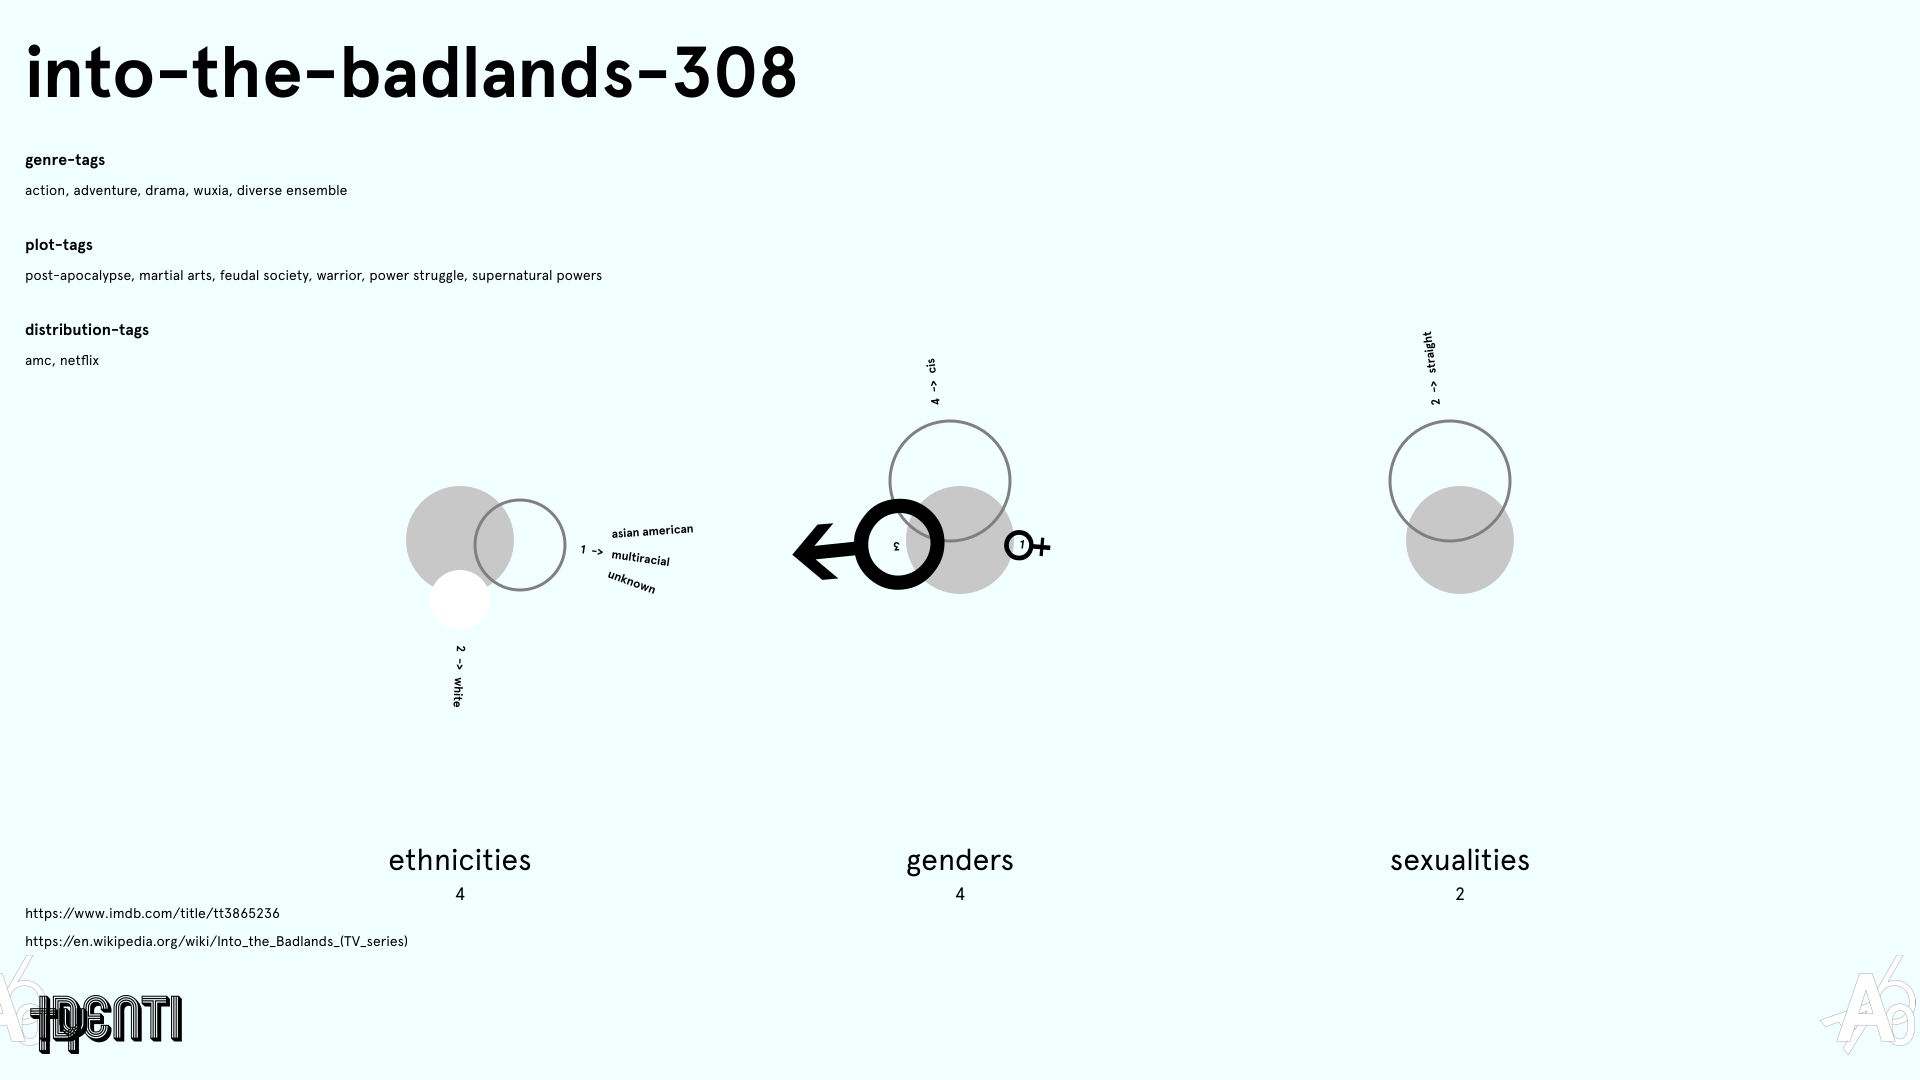 into-the-badlands-308
genre-tags
action, adventure, drama, wuxia, diverse ensemble
plot-tags
post-apocalypse, martial arts, feudal society, warrior, power struggle, supernatural powers
distribution-tags
amc, netflix
2 -> white
1 ->
asian american
multiracial
unknown
4 -> cis
3
1
2 -> straight
ethnicities
4
genders
4
sexualities
2
https://www.imdb.com/title/tt3865236
https://en.wikipedia.org/wiki/Into_the_Badlands_(TV_series)
IDENTI